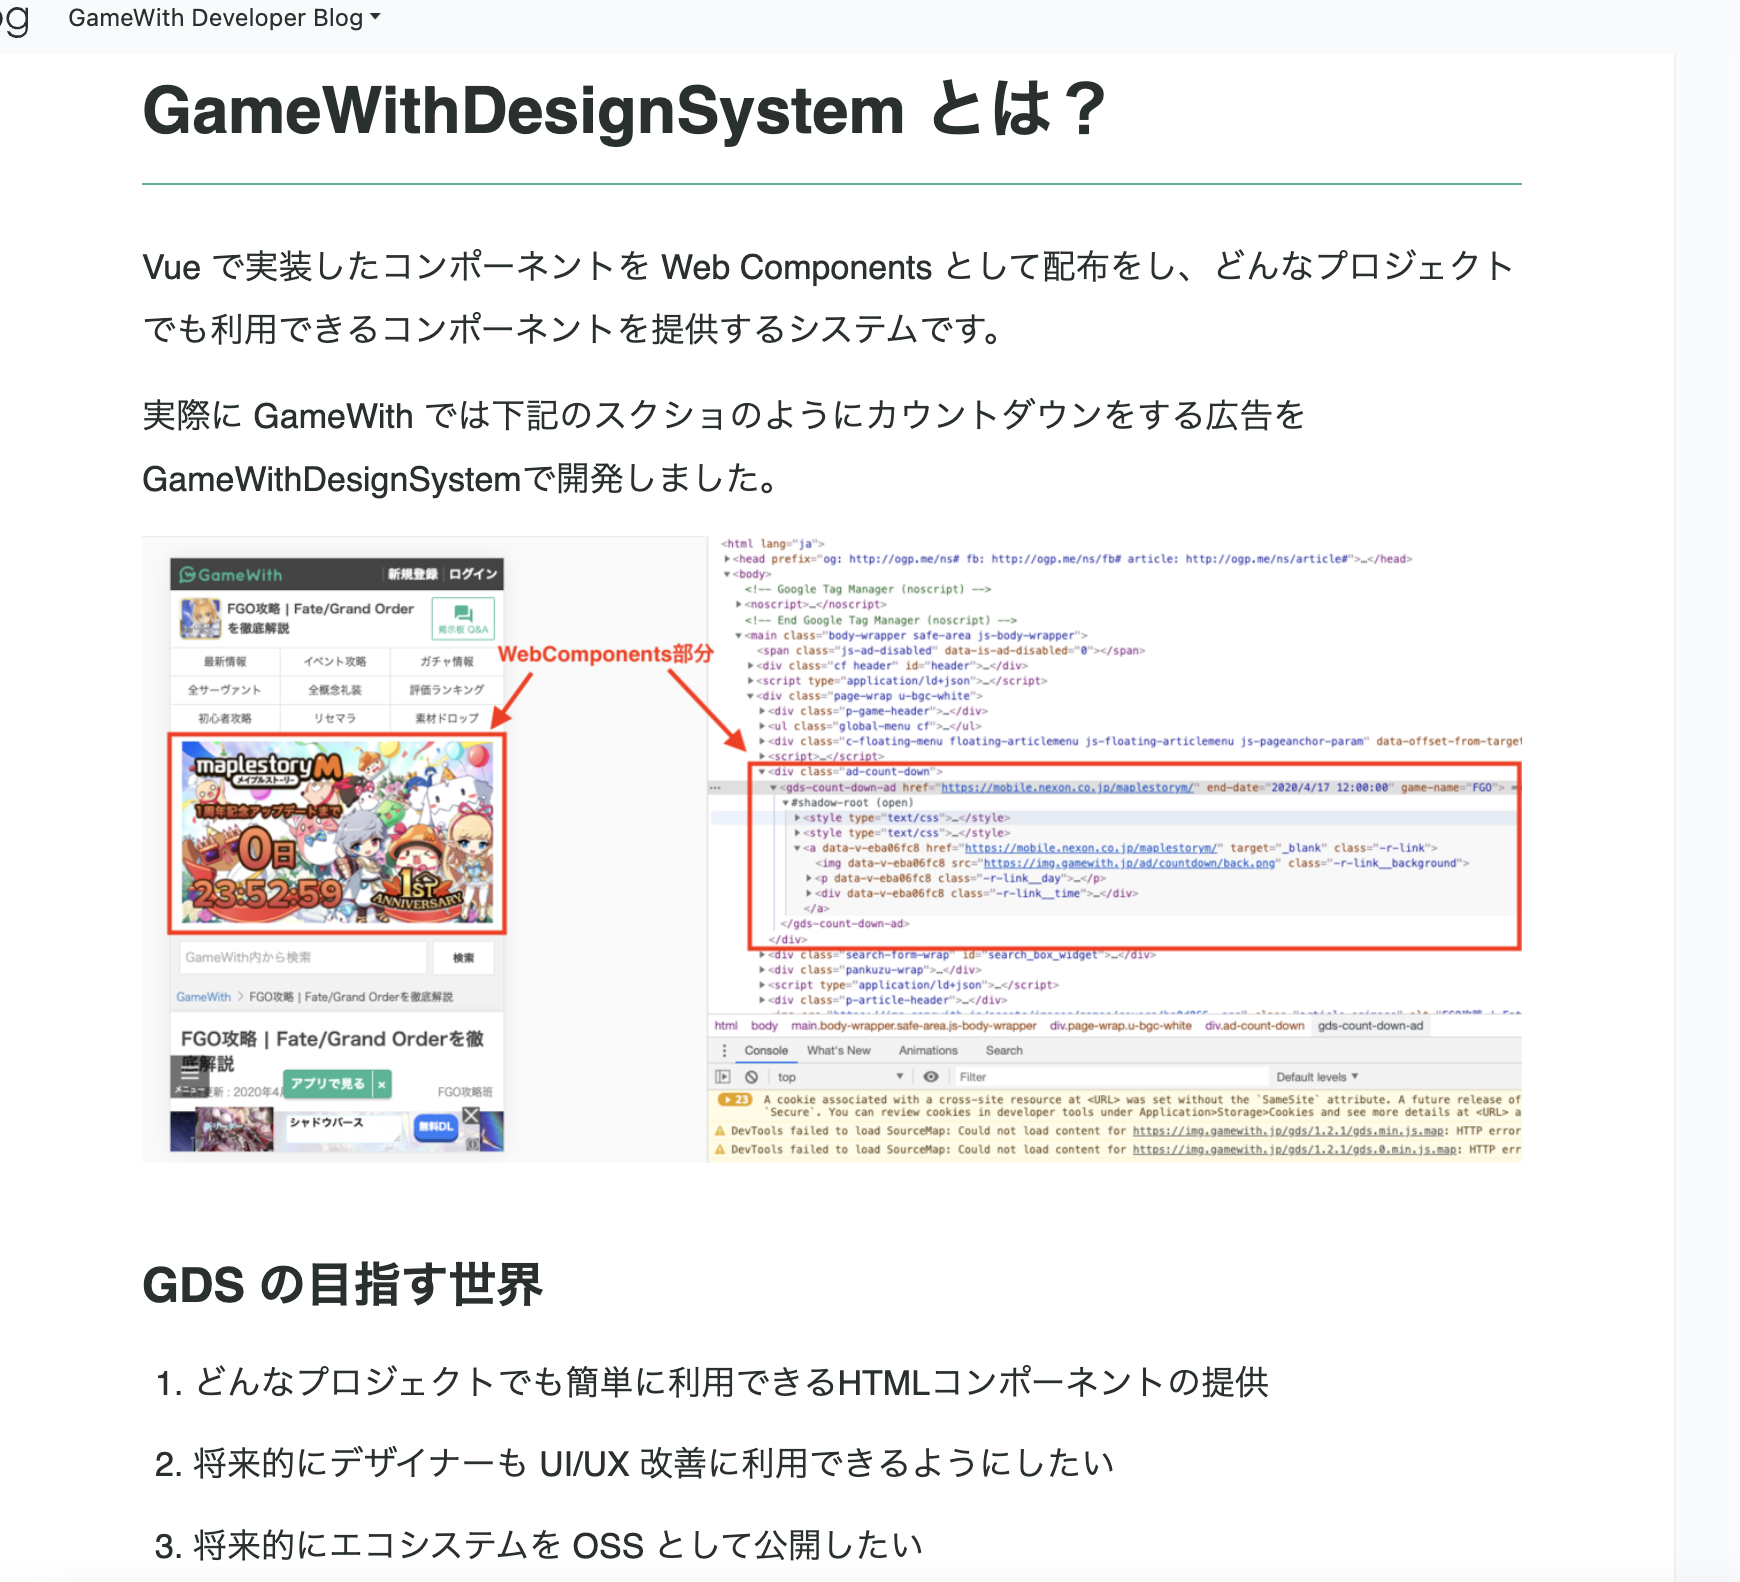 og GameWith Developer Blog
GameWithDesignSystem とは？
Vue で実装したコンポーネントを Web Components として配布をし、どんなプロジェクト
でも利用できるコンポーネントを提供するシステムです。
実際に GameWith では下記のスクショのようにカウントダウンをする広告を
GameWithDesignSystemで開発しました。
GameWith 新規登録 ログイン
FGO攻略 | Fate/Grand Order
を徹底解説
掲示板 Q&A
最新情報 イベント攻略 ガチャ情報
全サーヴァント 全概念礼装 評価ランキング
初心者攻略 リセマラ 素材ドロップ
WebComponents部分
maplestory M
メイプルストーリー
1周年記念アップデートまで
0日
23:52:59
1ST
ANNIVERSARY
GameWith内から検索 検索
GameWith > FGO攻略 | Fate/Grand Orderを徹底解説
FGO攻略 | Fate/Grand Orderを徹
底解説
メニュー 更新 : 2020年4 アプリで見る × FGO攻略班
シャドウバース 無料DL
<html lang="ja">
<head prefix="og: http://ogp.me/ns# fb: http://ogp.me/ns/fb# article: http://ogp.me/ns/article#">…</head>
<body>
<!-- Google Tag Manager (noscript) -->
<noscript>…</noscript>
<!-- End Google Tag Manager (noscript) -->
<main class="body-wrapper safe-area js-body-wrapper">
<span class="js-ad-disabled" data-is-ad-disabled="0"></span>
<div class="cf header" id="header">…</div>
<script type="application/ld+json">…</script>
<div class="page-wrap u-bgc-white">
<div class="p-game-header">…</div>
<ul class="global-menu cf">…</ul>
<div class="c-floating-menu floating-articlemenu js-floating-articlemenu js-pageanchor-param" data-offset-from-target
<script>…</script>
<div class="ad-count-down">
<gds-count-down-ad href="https://mobile.nexon.co.jp/maplestorym/" end-date="2020/4/17 12:00:00" game-name="FGO">
#shadow-root (open)
<style type="text/css">…</style>
<style type="text/css">…</style>
<a data-v-eba06fc8 href="https://mobile.nexon.co.jp/maplestorym/" target="_blank" class="-r-link">
<img data-v-eba06fc8 src="https://img.gamewith.jp/ad/countdown/back.png" class="-r-link__background">
<p data-v-eba06fc8 class="-r-link__day">…</p>
<div data-v-eba06fc8 class="-r-link__time">…</div>
</a>
</gds-count-down-ad>
</div>
<div class="search-form-wrap" id="search_box_widget">…</div>
<div class="pankuzu-wrap">…</div>
<script type="application/ld+json">…</script>
<div class="p-article-header">…</div>
html body main.body-wrapper.safe-area.js-body-wrapper div.page-wrap.u-bgc-white div.ad-count-down gds-count-down-ad
Console What's New Animations Search
top Filter Default levels
23 A cookie associated with a cross-site resource at <URL> was set without the `SameSite` attribute. A future release of
`Secure`. You can review cookies in developer tools under Application>Storage>Cookies and see more details at <URL> a
DevTools failed to load SourceMap: Could not load content for https://img.gamewith.jp/gds/1.2.1/gds.min.js.map: HTTP error
DevTools failed to load SourceMap: Could not load content for https://img.gamewith.jp/gds/1.2.1/gds.0.min.js.map: HTTP err
GDS の目指す世界
1. どんなプロジェクトでも簡単に利用できるHTMLコンポーネントの提供
2. 将来的にデザイナーも UI/UX 改善に利用できるようにしたい
3. 将来的にエコシステムを OSS として公開したい